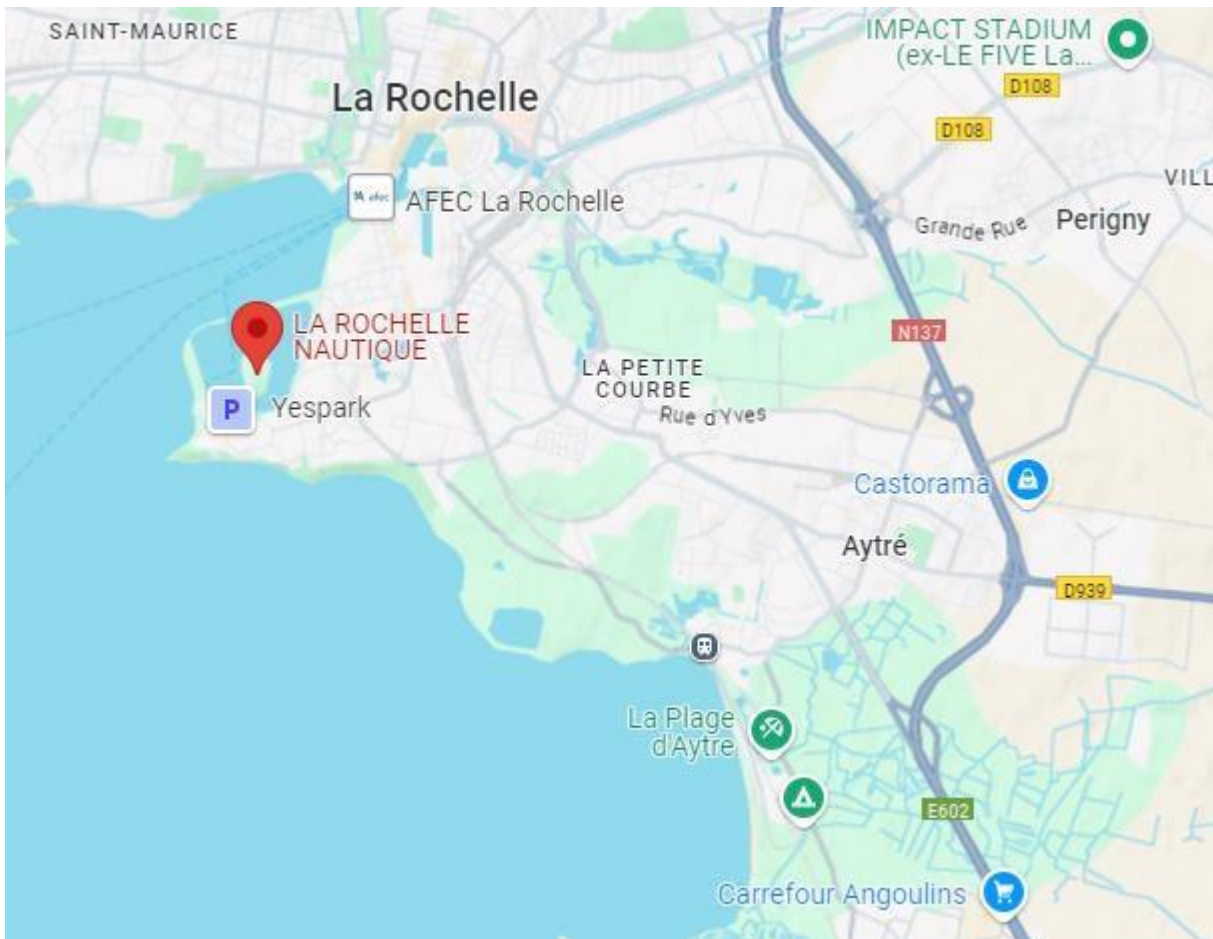 SAINT-MAURICE
IMPACT STADIUM
(ex-LE FIVE La...
D108
La Rochelle
D108
VILL
afec
AFEC La Rochelle
Grande Rue
Perigny
LA ROCHELLE
NAUTIQUE
N137
LA PETITE
COURBE
P
Yespark
Rue d'Yves
Castorama
Aytré
D939
La Plage
d'Aytre
E602
Carrefour Angoulins